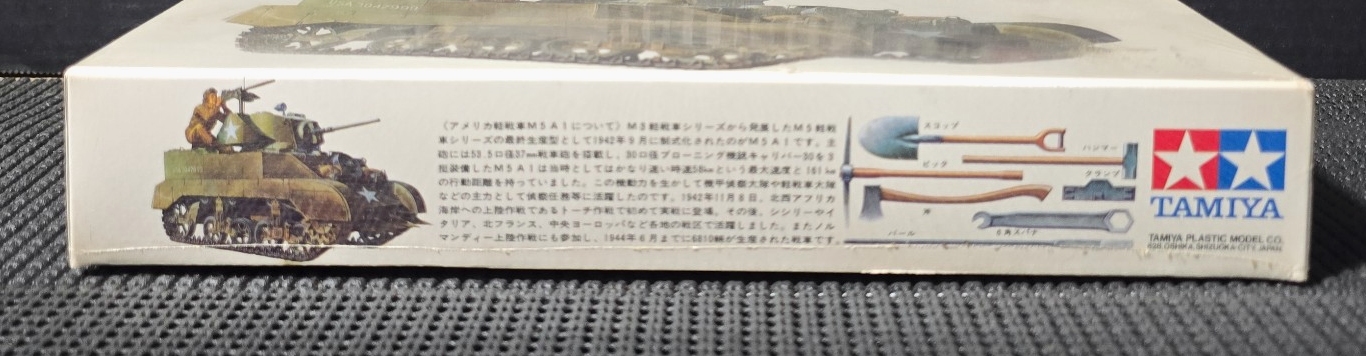 USA 3042000
《アメリカ軽戦車M5A1について》M3軽戦車シリーズから発展したM5軽戦
車シリーズの最終生産型として1942年9月に制式化されたのがM5A1です。主
砲には53.5口径37mm戦車砲を搭載し、30口径ブローニング機銃キャリバー30を3
挺装備したM5A1は当時としてはかなり速い時速58kmという最大速度と161km
の行動距離を持っていました。この機動力を生かして機甲偵察大隊や軽戦車大隊
などの主力として偵察任務等に活躍したのです。1942年11月8日、北西アフリカ
海岸への上陸作戦であるトーチ作戦で初めて実戦に登場。その後、シシリーやイ
タリア、北フランス、中央ヨーロッパなど各地の戦区で活躍しました。またノル
マンディー上陸作戦にも参加し、1944年6月までに6810輌が生産された戦車です。
スコップ
ハンマー
ピック
クランプ
斧
6角スパナ
バール
TAMIYA
TAMIYA PLASTIC MODEL CO.
628, OSHIKA, SHIZUOKA-CITY, JAPAN